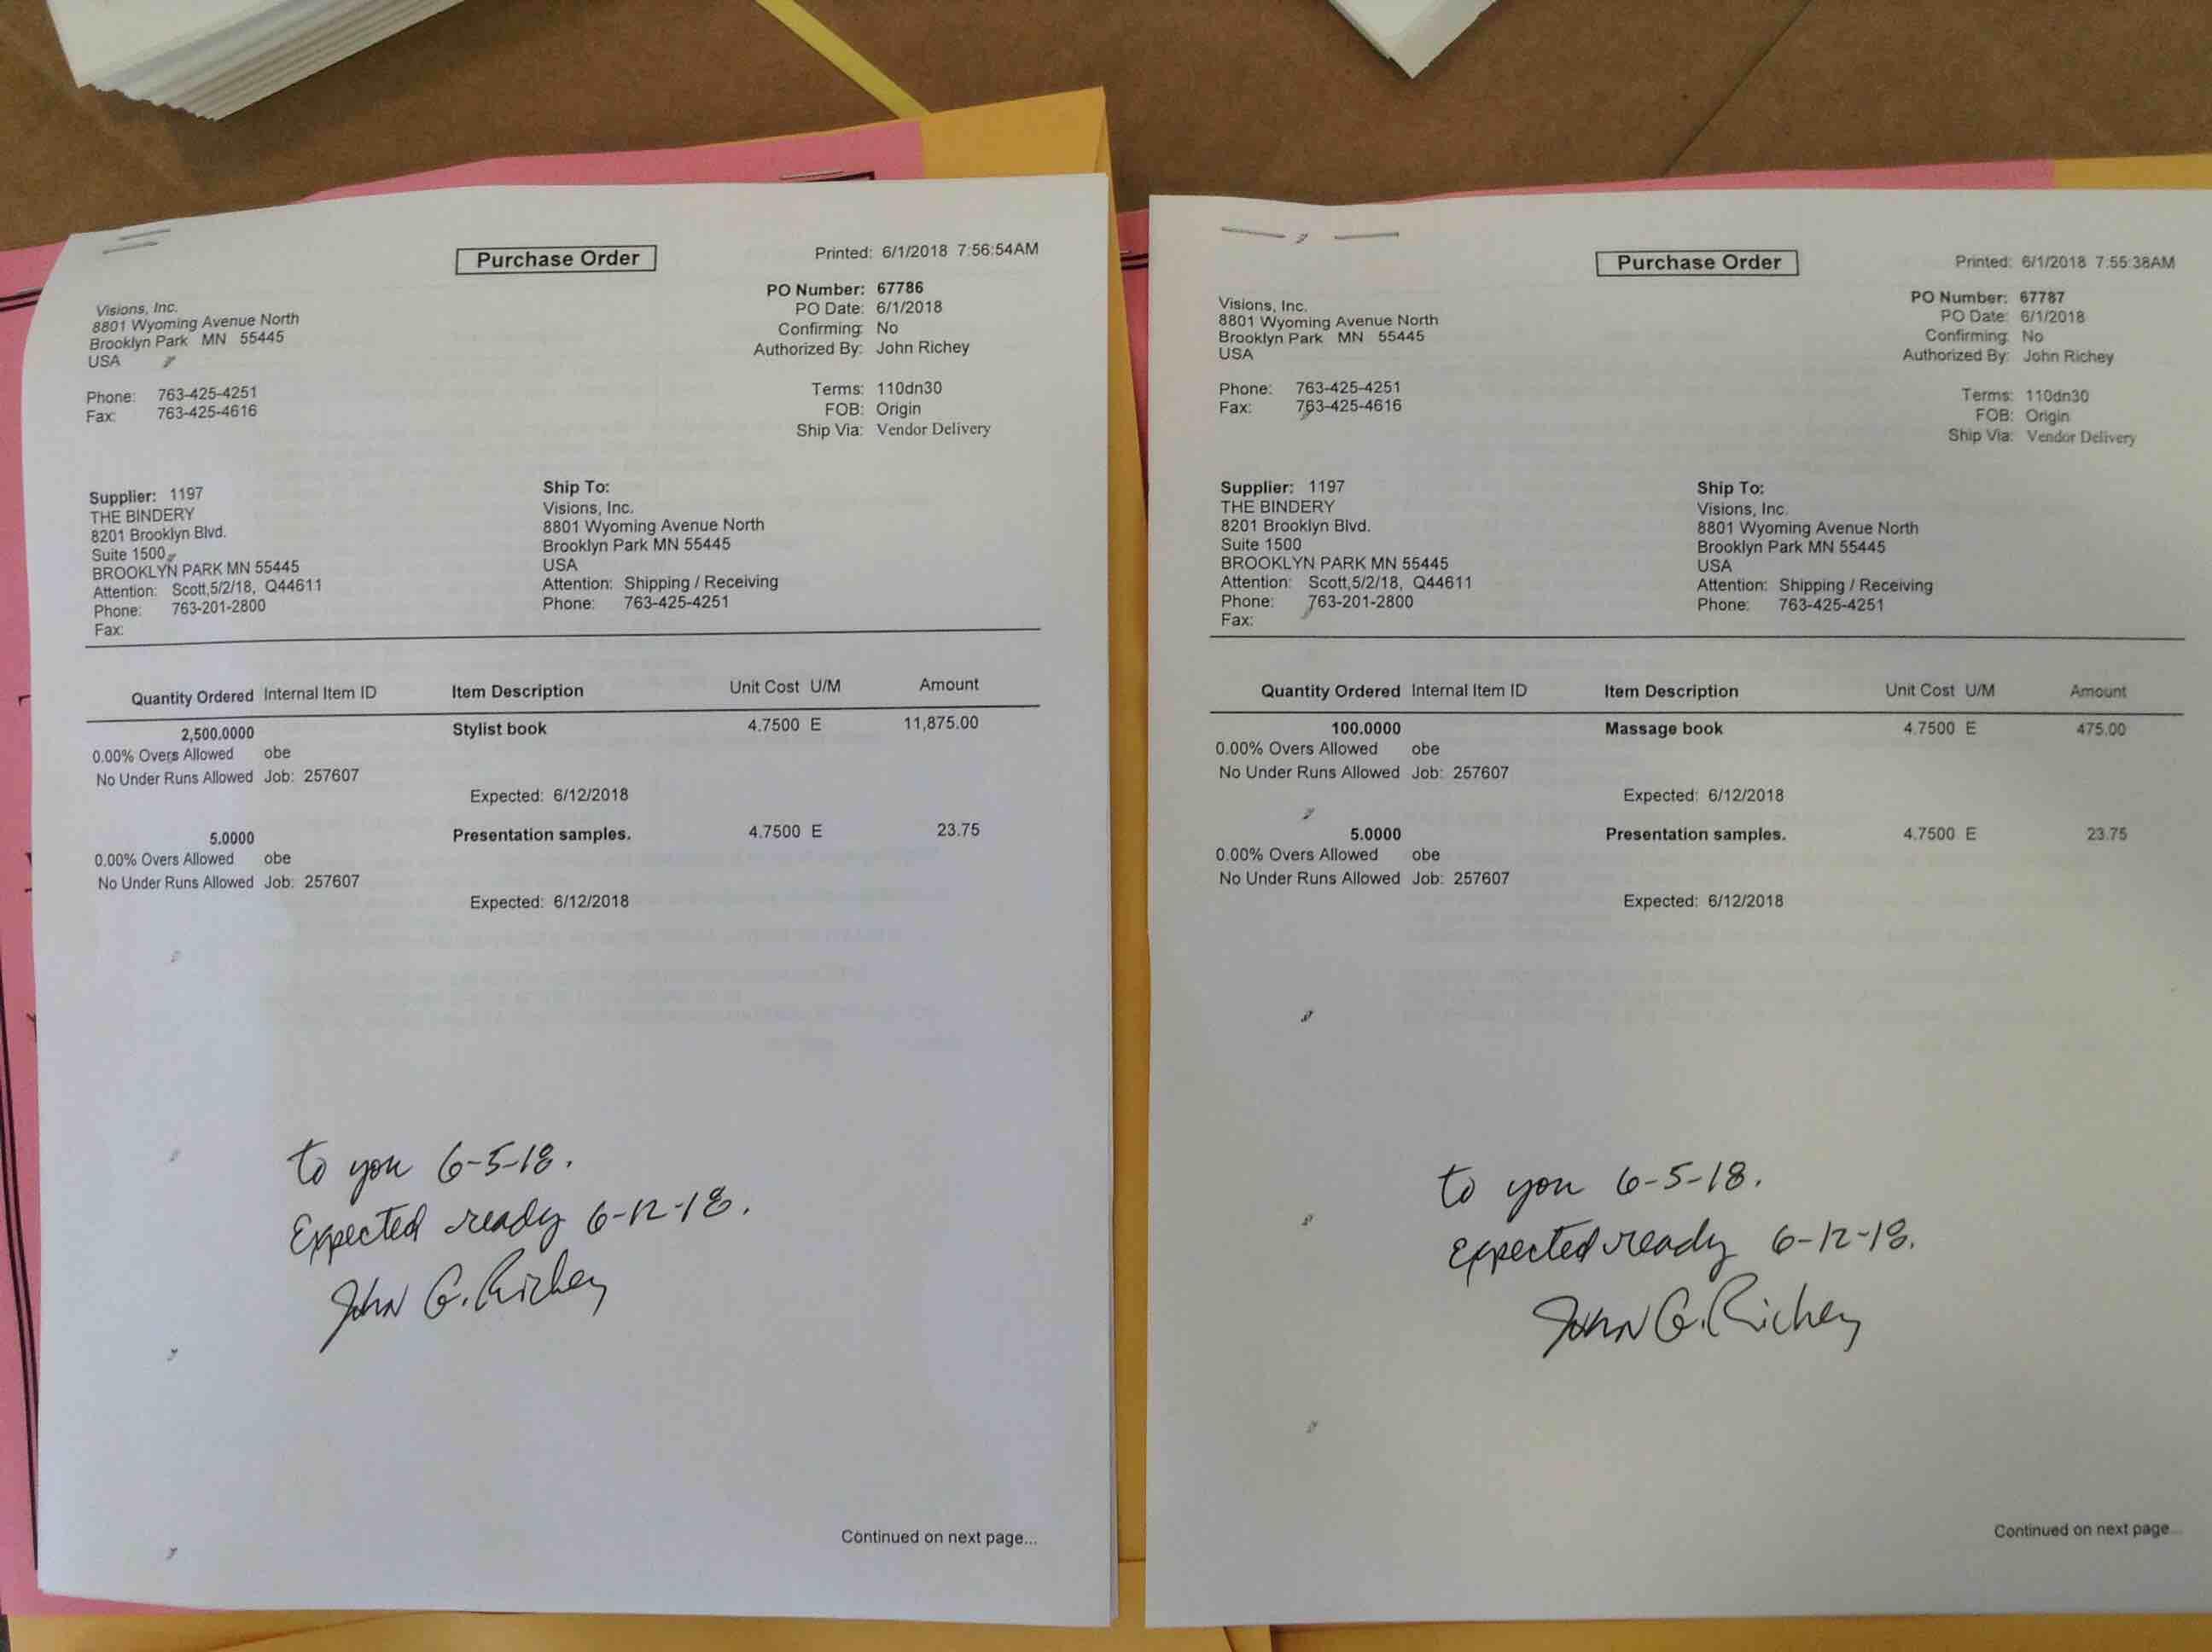 Purchase Order
Printed: 6/1/2018 7:56:54AM
PO Number: 67786
PO Date: 6/1/2018
Confirming: No
Authorized By: John Richey
Visions, Inc.
8801 Wyoming Avenue North
Brooklyn Park MN 55445
USA
Phone: 763-425-4251
Fax: 763-425-4616
Terms: 110dn30
FOB: Origin
Ship Via: Vendor Delivery
Supplier: 1197
THE BINDERY
8201 Brooklyn Blvd.
Suite 1500
BROOKLYN PARK MN 55445
Attention: Scott,5/2/18, Q44611
Phone: 763-201-2800
Fax:
Ship To:
Visions, Inc.
8801 Wyoming Avenue North
Brooklyn Park MN 55445
USA
Attention: Shipping / Receiving
Phone: 763-425-4251
Quantity Ordered Internal Item ID Item Description Unit Cost U/M Amount
2,500.0000 Stylist book 4.7500 E 11,875.00
0.00% Overs Allowed obe
No Under Runs Allowed Job: 257607
Expected: 6/12/2018
5.0000 Presentation samples. 4.7500 E 23.75
0.00% Overs Allowed obe
No Under Runs Allowed Job: 257607
Expected: 6/12/2018
to you 6-5-18.
Expected ready 6-12-18.
John G. Richey
Continued on next page...
Purchase Order
Printed: 6/1/2018 7:55:38AM
PO Number: 67787
PO Date: 6/1/2018
Confirming: No
Authorized By: John Richey
Visions, Inc.
8801 Wyoming Avenue North
Brooklyn Park MN 55445
USA
Phone: 763-425-4251
Fax: 763-425-4616
Terms: 110dn30
FOB: Origin
Ship Via: Vendor Delivery
Supplier: 1197
THE BINDERY
8201 Brooklyn Blvd.
Suite 1500
BROOKLYN PARK MN 55445
Attention: Scott,5/2/18, Q44611
Phone: 763-201-2800
Fax:
Ship To:
Visions, Inc.
8801 Wyoming Avenue North
Brooklyn Park MN 55445
USA
Attention: Shipping / Receiving
Phone: 763-425-4251
Quantity Ordered Internal Item ID Item Description Unit Cost U/M Amount
100.0000 Massage book 4.7500 E 475.00
0.00% Overs Allowed obe
No Under Runs Allowed Job: 257607
Expected: 6/12/2018
5.0000 Presentation samples. 4.7500 E 23.75
0.00% Overs Allowed obe
No Under Runs Allowed Job: 257607
Expected: 6/12/2018
to you 6-5-18.
Expected ready 6-12-18.
John G. Richey
Continued on next page...